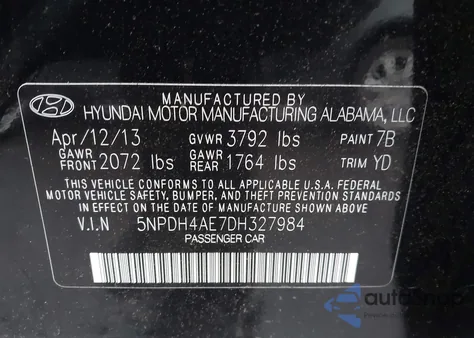 MANUFACTURED BY
HYUNDAI MOTOR MANUFACTURING ALABAMA, LLC
Apr/12/13 GVWR 3792 lbs PAINT 7B
GAWR FRONT 2072 lbs GAWR REAR 1764 lbs TRIM YD
THIS VEHICLE CONFORMS TO ALL APPLICABLE U.S.A. FEDERAL
MOTOR VEHICLE SAFETY, BUMPER, AND THEFT PREVENTION STANDARDS
IN EFFECT ON THE DATE OF MANUFACTURE SHOWN ABOVE.
V.I.N 5NPDH4AE7DH327984
PASSENGER CAR